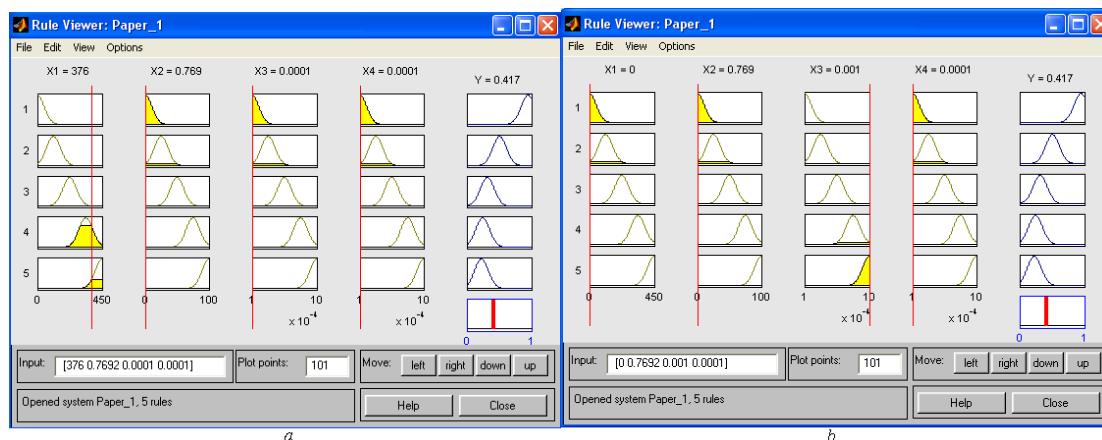 Rule Viewer: Paper_1
File Edit View Options
X1 = 376 X2 = 0.769 X3 = 0.0001 X4 = 0.0001
Y = 0.417
1
2
3
4
5
0 450 0 100 1 10 1 10
x 10-4 x 10-4
0 1
Input: [376 0.7692 0.0001 0.0001] Plot points: 101 Move: left right down up
Opened system Paper_1, 5 rules Help Close
a
Rule Viewer: Paper_1
File Edit View Options
X1 = 0 X2 = 0.769 X3 = 0.001 X4 = 0.0001
Y = 0.417
1
2
3
4
5
0 450 0 100 1 10 1 10
x 10-4 x 10-4
0 1
Input: [0 0.7692 0.001 0.0001] Plot points: 101 Move: left right down up
Opened system Paper_1, 5 rules Help Close
b